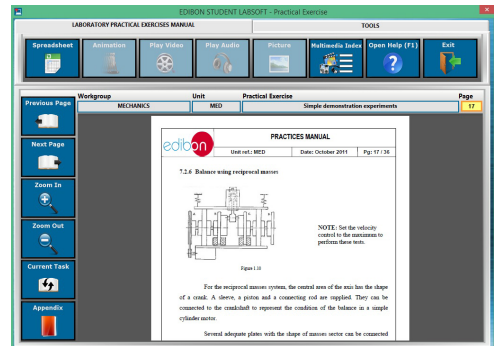 EDIBON STUDENT LABSOFT - Practical Exercise
LABORATORY PRACTICAL EXERCISES MANUAL TOOLS
Spreadsheet Animation Play Video Play Audio Picture Multimedia Index Open Help (F1) Exit
Workgroup Unit Practical Exercise Page
MECHANICS MED Simple demonstration experiments 17
Previous Page
Next Page
Zoom In
Zoom Out
Current Task
Appendix
edibon
PRACTICES MANUAL
Unit ref.: MED Date: October 2011 Pg: 17 / 36
7.2.6 Balance using reciprocal masses
NOTE: Set the velocity
control to the maximum to
perform these tests.
For the reciprocal masses system, the central area of the axis has the shape
of a crank. A sleeve, a piston and a connecting rod are supplied. They can be
connected to the crankshaft to represent the condition of the balance in a simple
cylinder motor.
Several adequate plates with the shape of masses sector can be connected